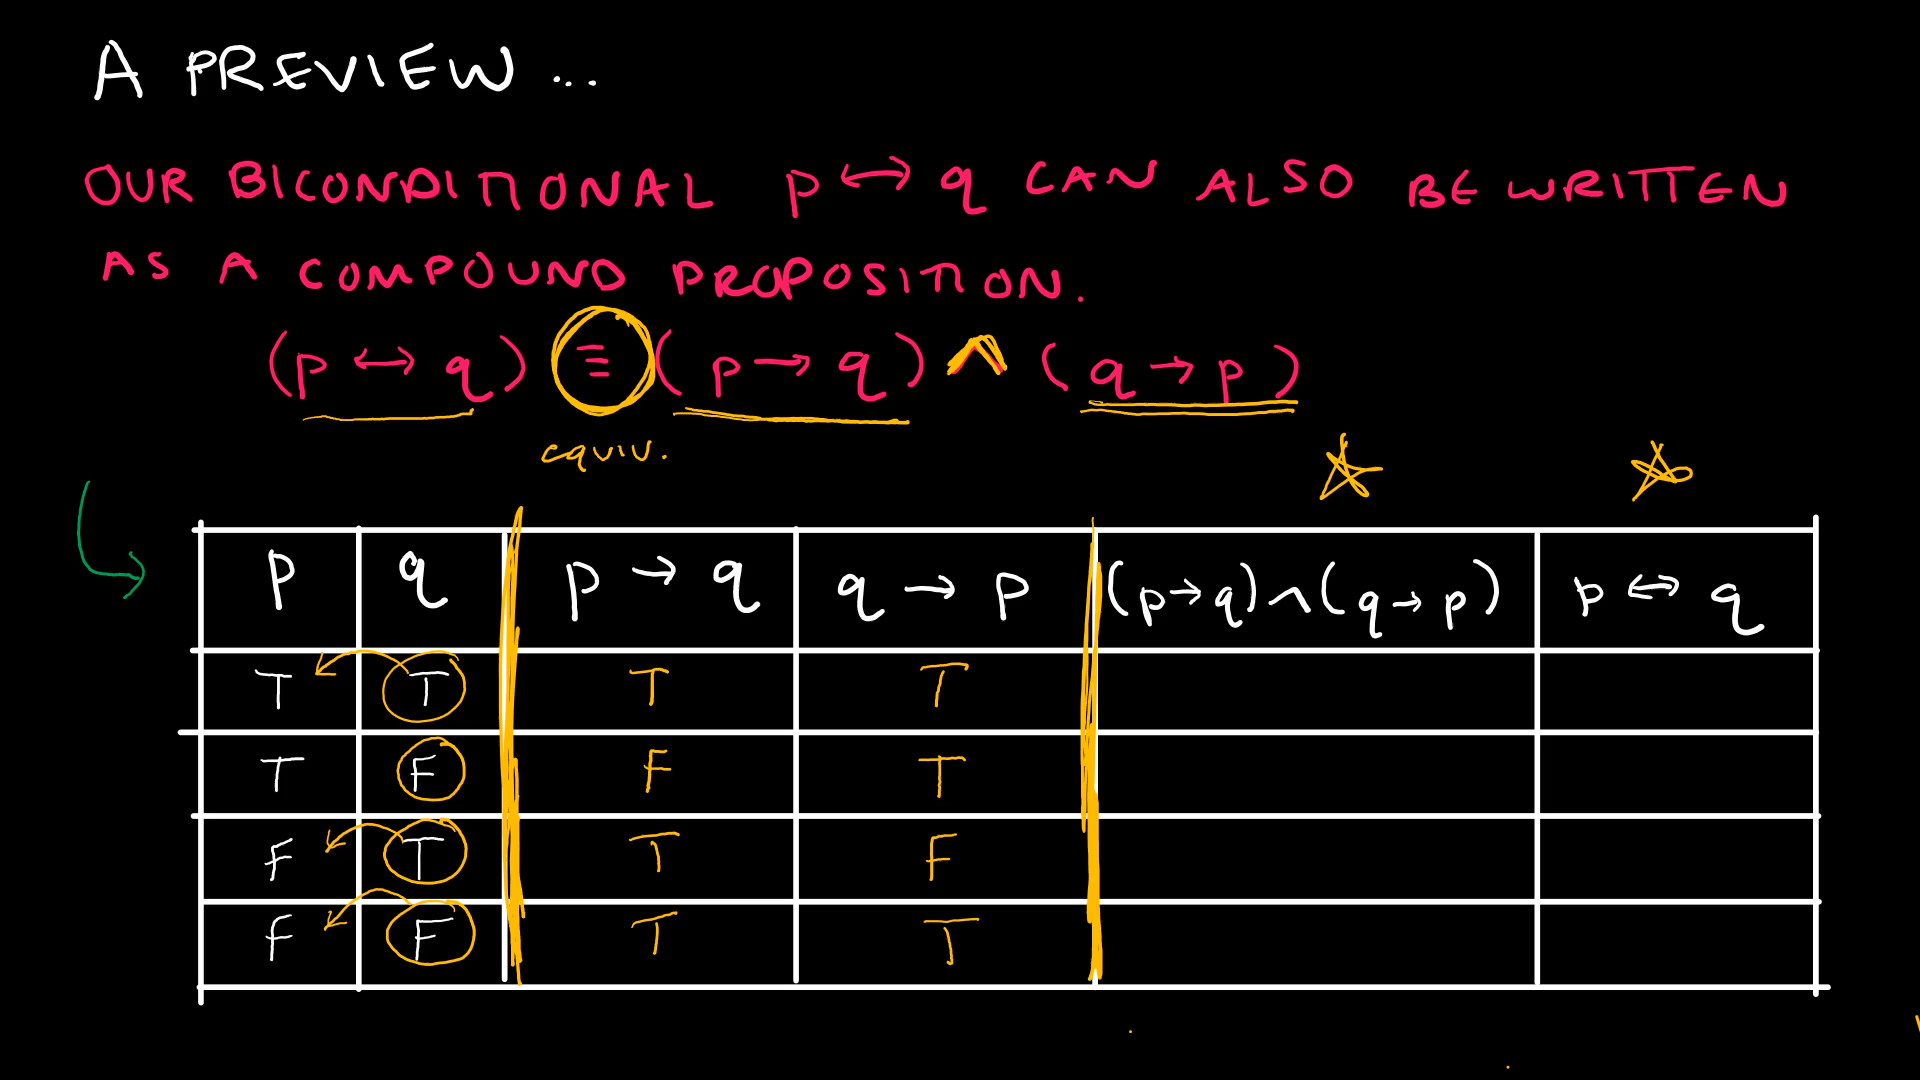 A PREVIEW ...
OUR BICONDITIONAL p ↔ q CAN ALSO BE WRITTEN
AS A COMPOUND PROPOSITION.
(p ↔ q) ≡ (p → q) ∧ (q → p)
equiv.
p q p → q q → p (p→q)∧(q→p) p ↔ q
T T T T
T F F T
F T T F
F F T T